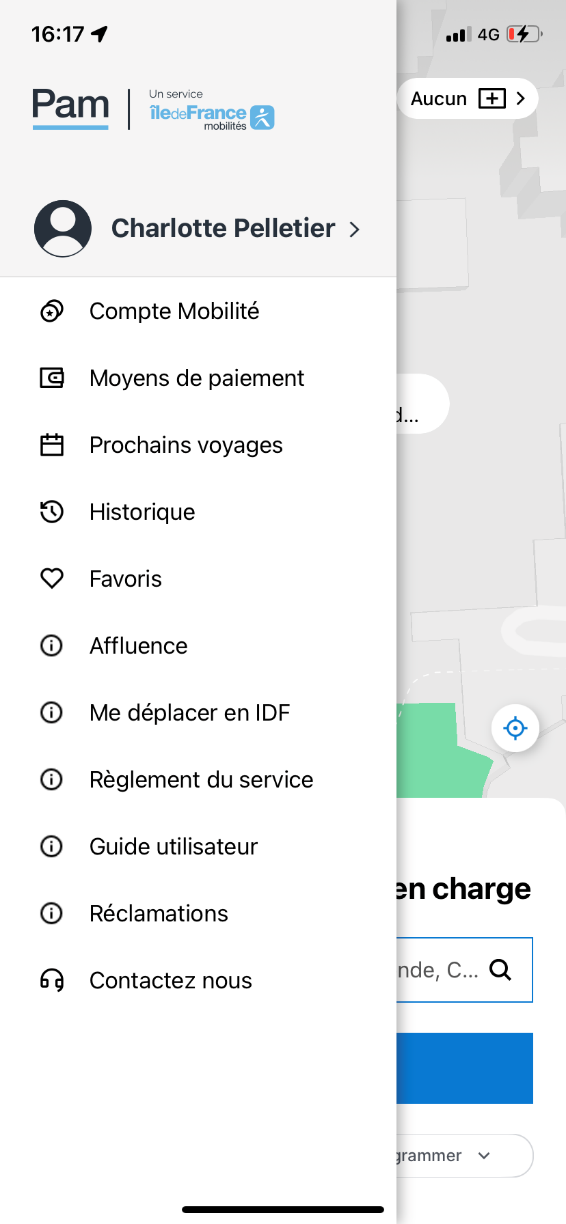 16:17
4G
Pam
Un service
îledeFrance
mobilités
Aucun
Charlotte Pelletier
Compte Mobilité
Moyens de paiement
Prochains voyages
d...
Historique
Favoris
Affluence
Me déplacer en IDF
Règlement du service
Guide utilisateur
en charge
Réclamations
nde, C...
Contactez nous
grammer